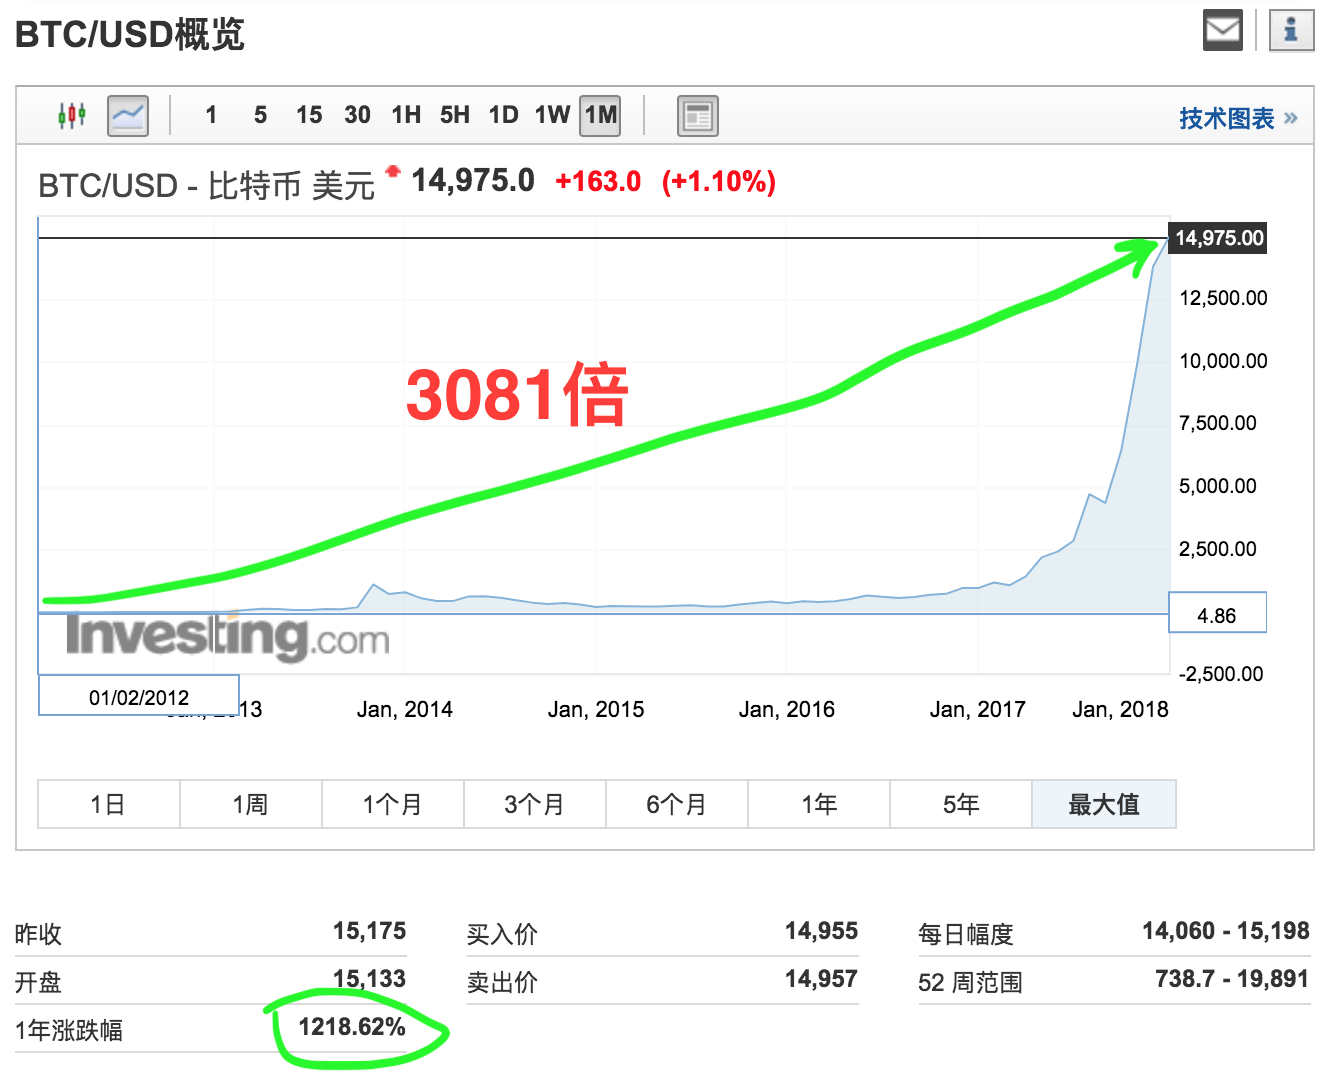 BTC/USD概览
1 5 15 30 1H 5H 1D 1W 1M
技术图表 »
BTC/USD - 比特币 美元 14,975.0 +163.0 (+1.10%)
14,975.00
12,500.00
10,000.00
3081倍
7,500.00
5,000.00
2,500.00
4.86
Investing.com
-2,500.00
01/02/2012
13 Jan, 2014 Jan, 2015 Jan, 2016 Jan, 2017 Jan, 2018
1日 1周 1个月 3个月 6个月 1年 5年 最大值
昨收 15,175 买入价 14,955 每日幅度 14,060 - 15,198
开盘 15,133 卖出价 14,957 52 周范围 738.7 - 19,891
1年涨跌幅 1218.62%